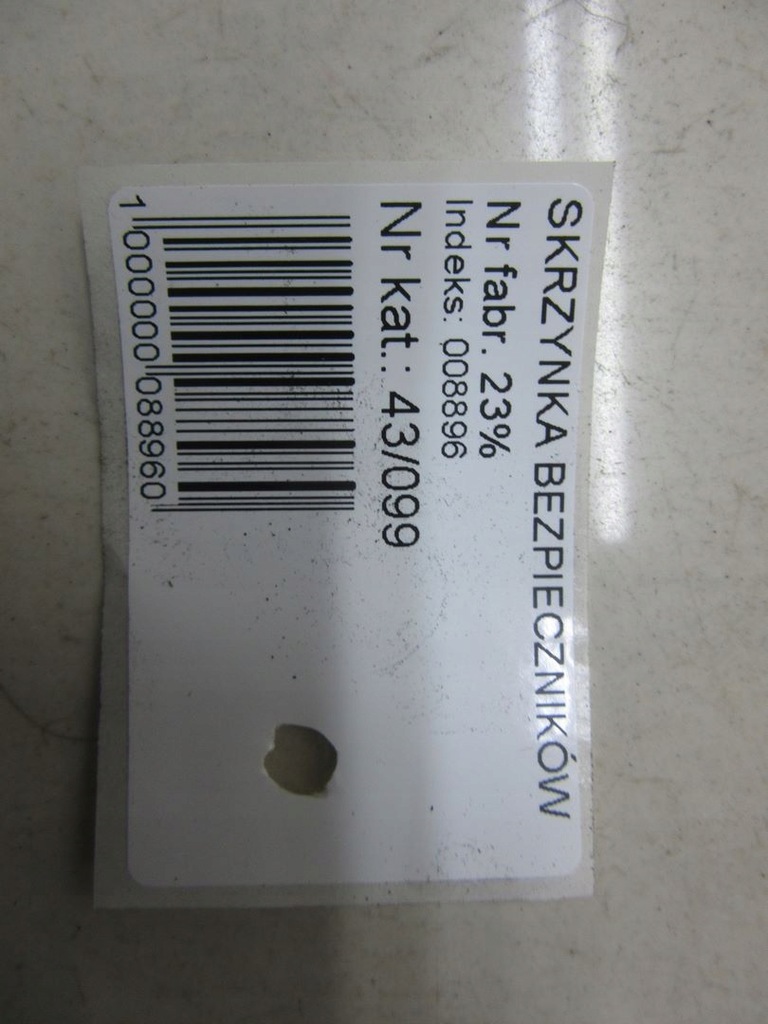 SKRZYNKA BEZPIECZNIKÓW
Nr fabr. 23%
Indeks: 008896
Nr kat.: 43/099
1 000000 088960